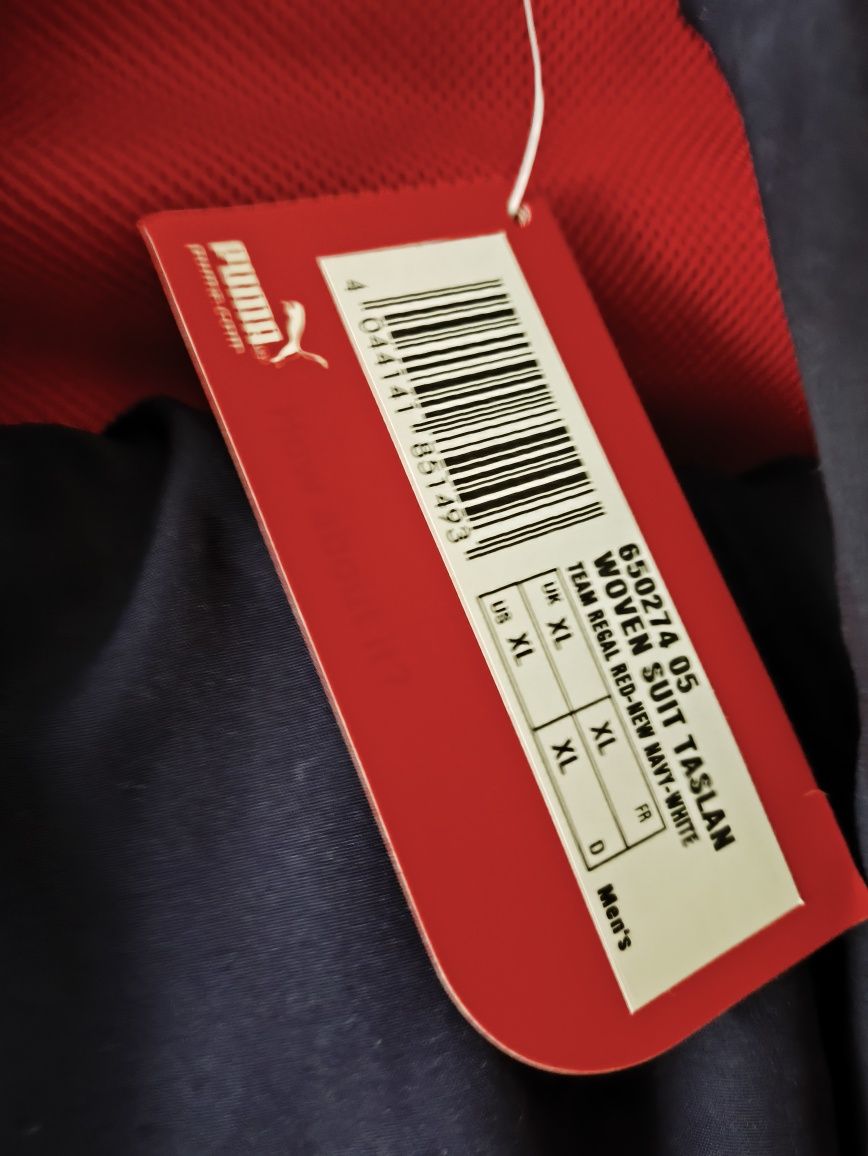 PUMA
puma.com
4 044141 851493
650274 05
WOVEN SUIT TASLAN
TEAM REGAL RED-NEW NAVY-WHITE
UK XL XL FR
US XL XL D
Men's